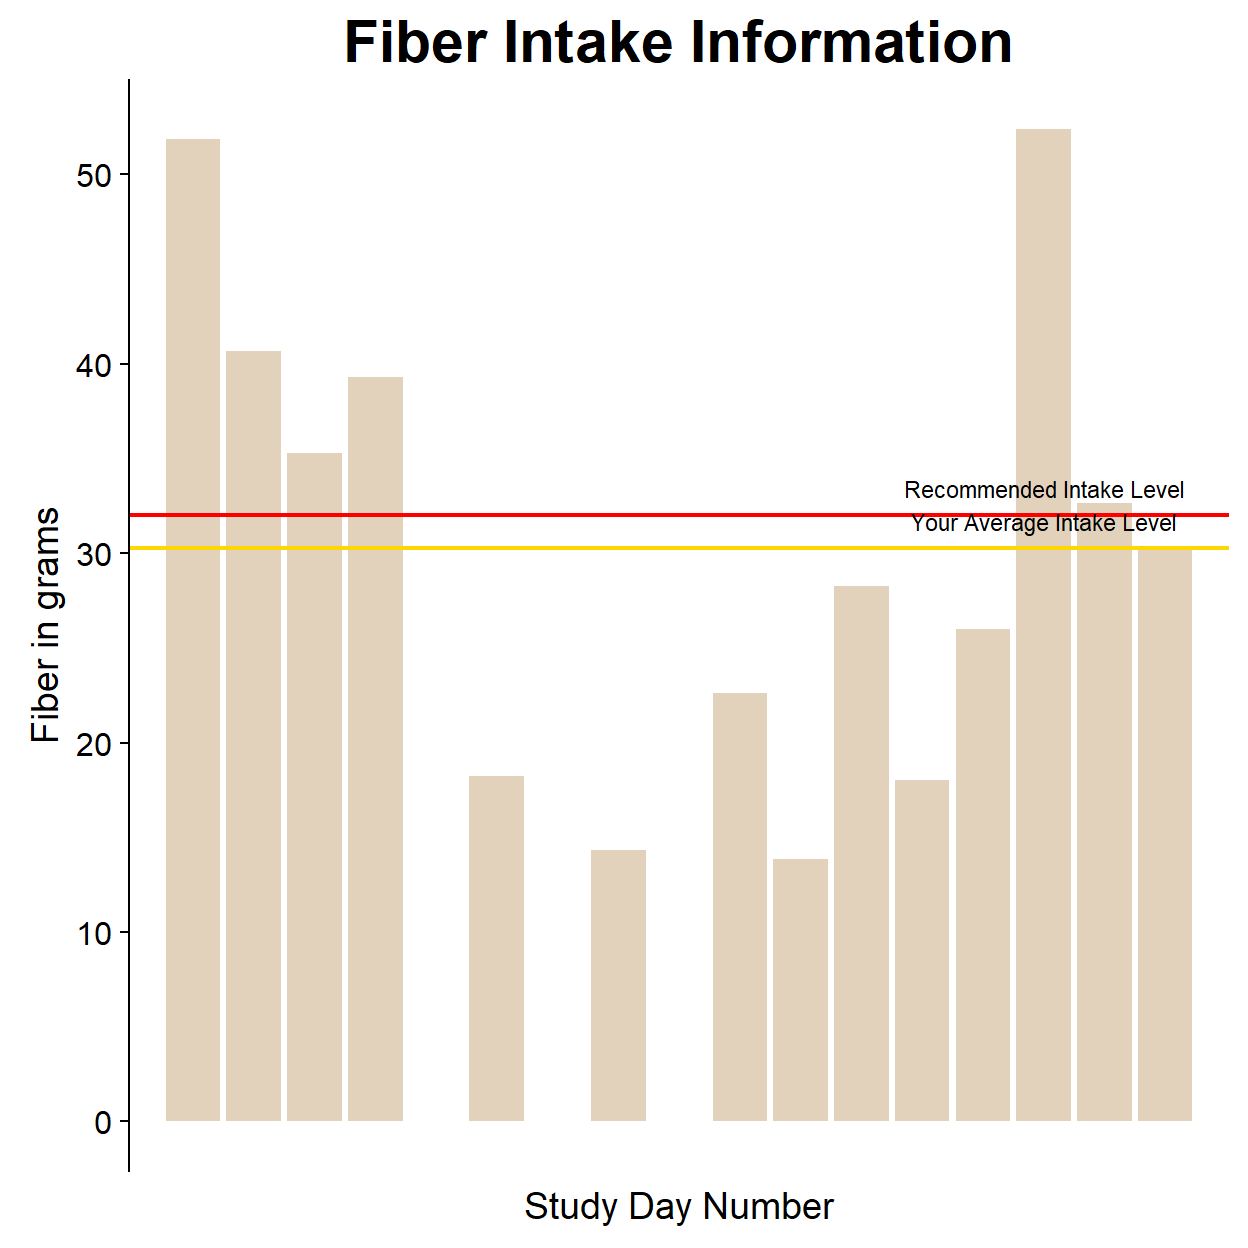 Fiber Intake Information
Fiber in grams
50
40
30
20
10
0
Recommended Intake Level
Your Average Intake Level
Study Day Number